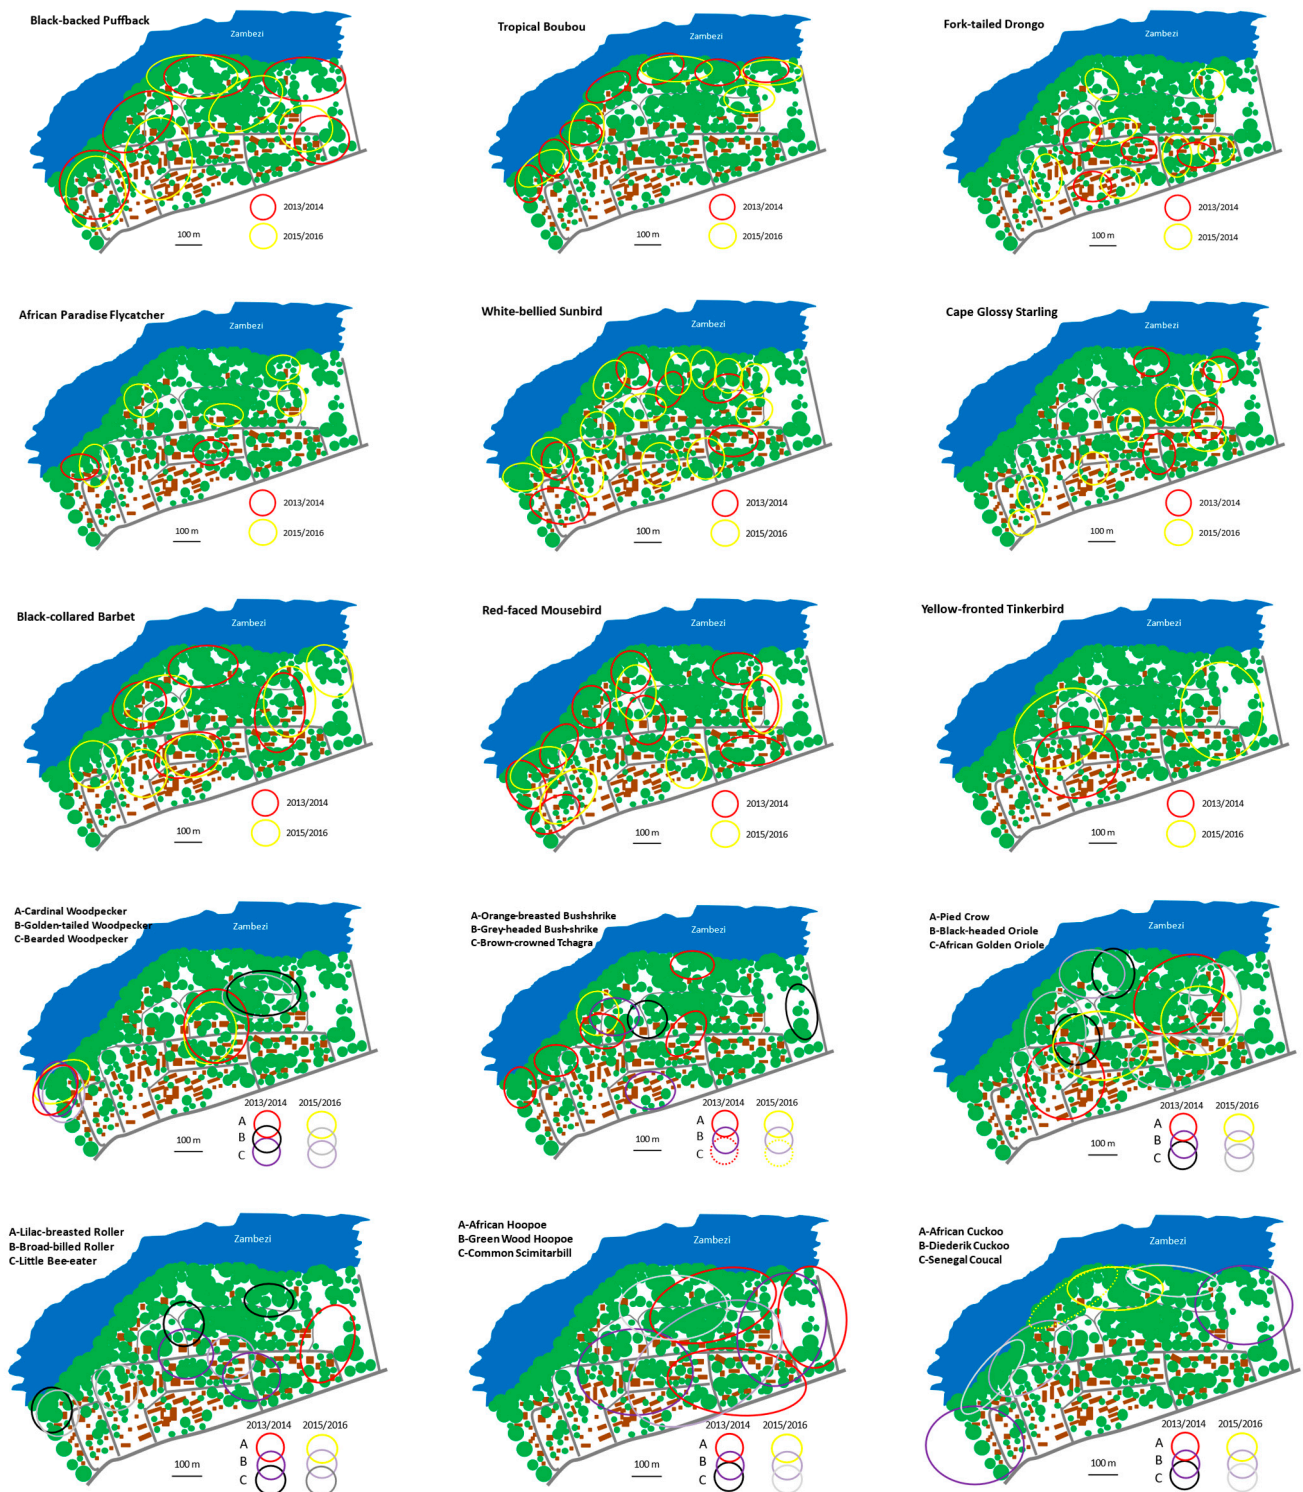 Black-backed Puffback
Zambezi
2013/2014
2015/2016
100 m
Tropical Boubou
Zambezi
2013/2014
2015/2016
100 m
Fork-tailed Drongo
Zambezi
2013/2014
2015/2014
100 m
African Paradise Flycatcher
Zambezi
2013/2014
2015/2016
100 m
White-bellied Sunbird
Zambezi
2013/2014
2015/2016
100 m
Cape Glossy Starling
Zambezi
2013/2014
2015/2016
100 m
Black-collared Barbet
Zambezi
2013/2014
2015/2016
100 m
Red-faced Mousebird
Zambezi
2013/2014
2015/2016
100 m
Yellow-fronted Tinkerbird
Zambezi
2013/2014
2015/2016
100 m
A-Cardinal Woodpecker
B-Golden-tailed Woodpecker
C-Bearded Woodpecker
Zambezi
2013/2014 2015/2016
A
B
C
100 m
A-Orange-breasted Bush-shrike
B-Grey-headed Bush-shrike
C-Brown-crowned Tchagra
Zambezi
2013/2014 2015/2016
A
B
C
100 m
A-Pied Crow
B-Black-headed Oriole
C-African Golden Oriole
Zambezi
2013/2014 2015/2016
A
B
C
100 m
A-Lilac-breasted Roller
B-Broad-billed Roller
C-Little Bee-eater
Zambezi
2013/2014 2015/2016
A
B
C
100 m
A-African Hoopoe
B-Green Wood Hoopoe
C-Common Scimitarbill
Zambezi
2013/2014 2015/2016
A
B
C
100 m
A-African Cuckoo
B-Diederik Cuckoo
C-Senegal Coucal
Zambezi
2013/2014 2015/2016
A
B
C
100 m